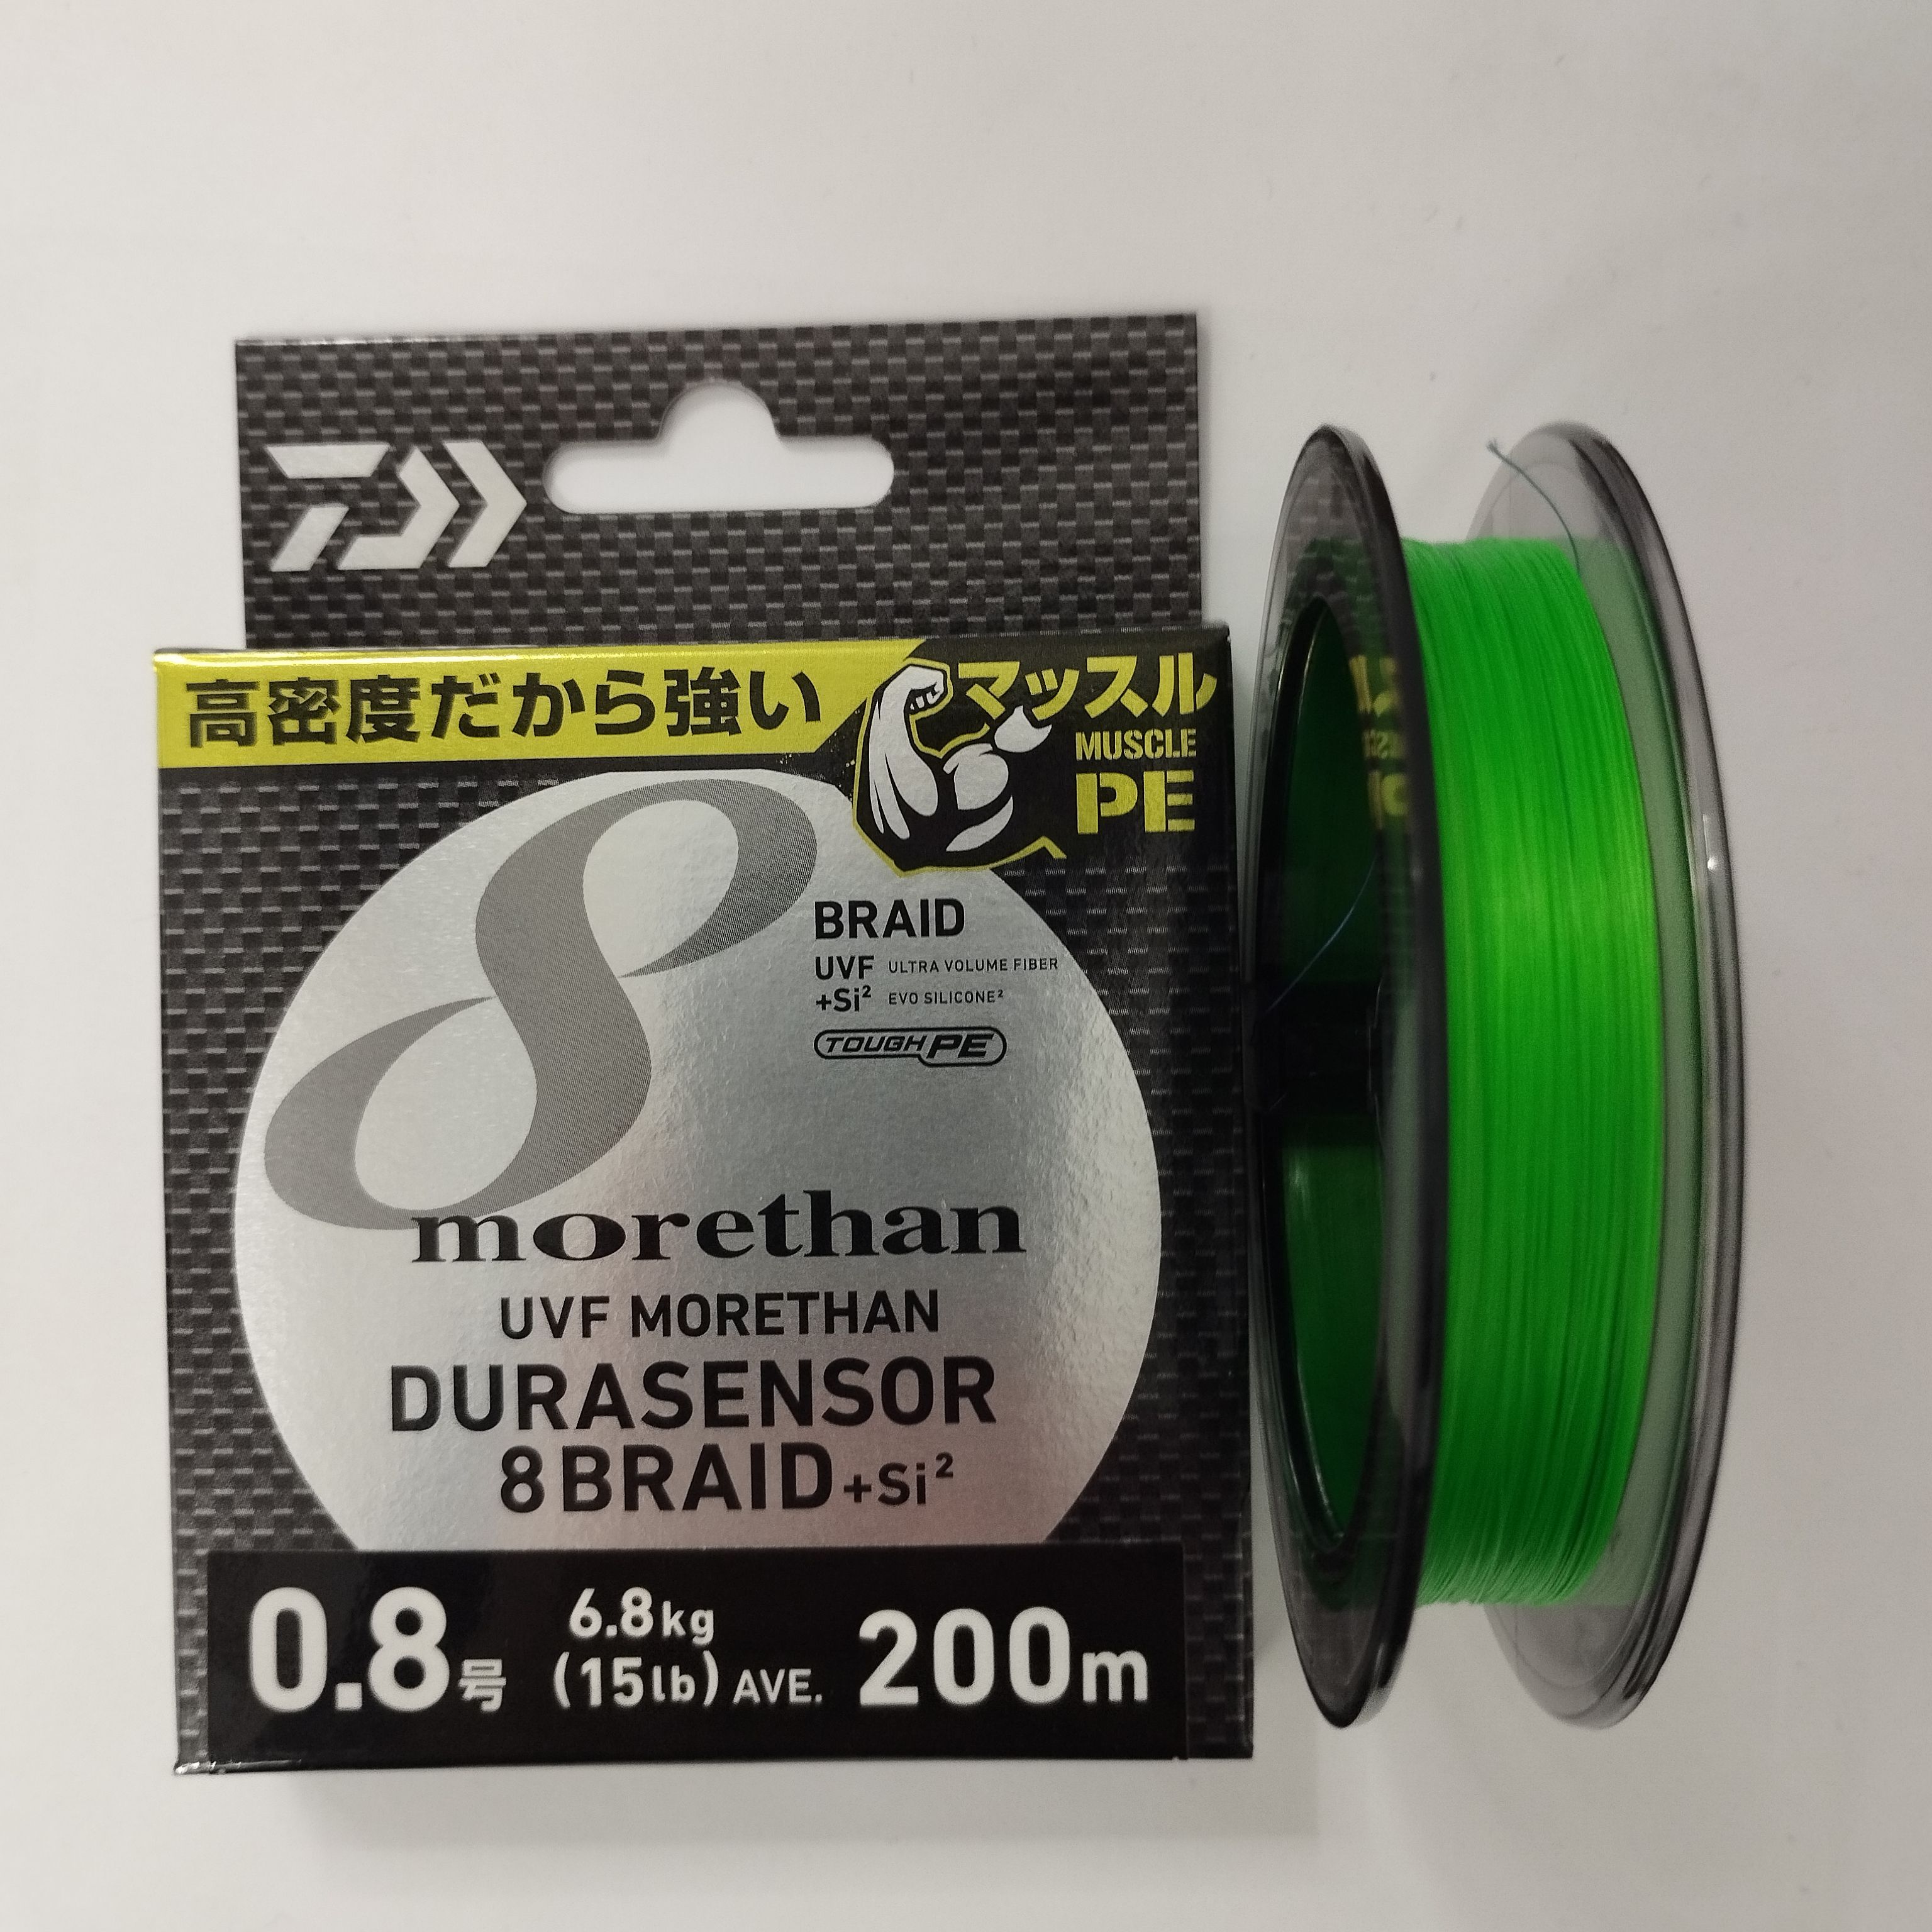 高密度だから強い
マッスル
MUSCLE
PE
8
BRAID
UVF ULTRA VOLUME FIBER
+Si² EVO SILICONE²
TOUGH PE
morethan
UVF MORETHAN
DURASENSOR
8BRAID+Si²
0.8号 6.8kg (15lb) AVE. 200m